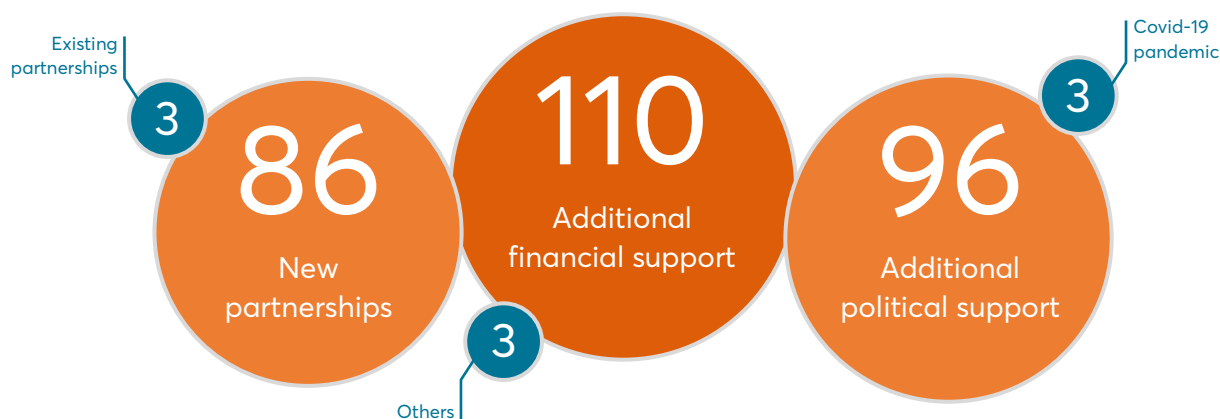 Existing
partnerships
3
86
New
partnerships
110
Additional
financial support
3
Others
96
Additional
political support
3
Covid-19
pandemic